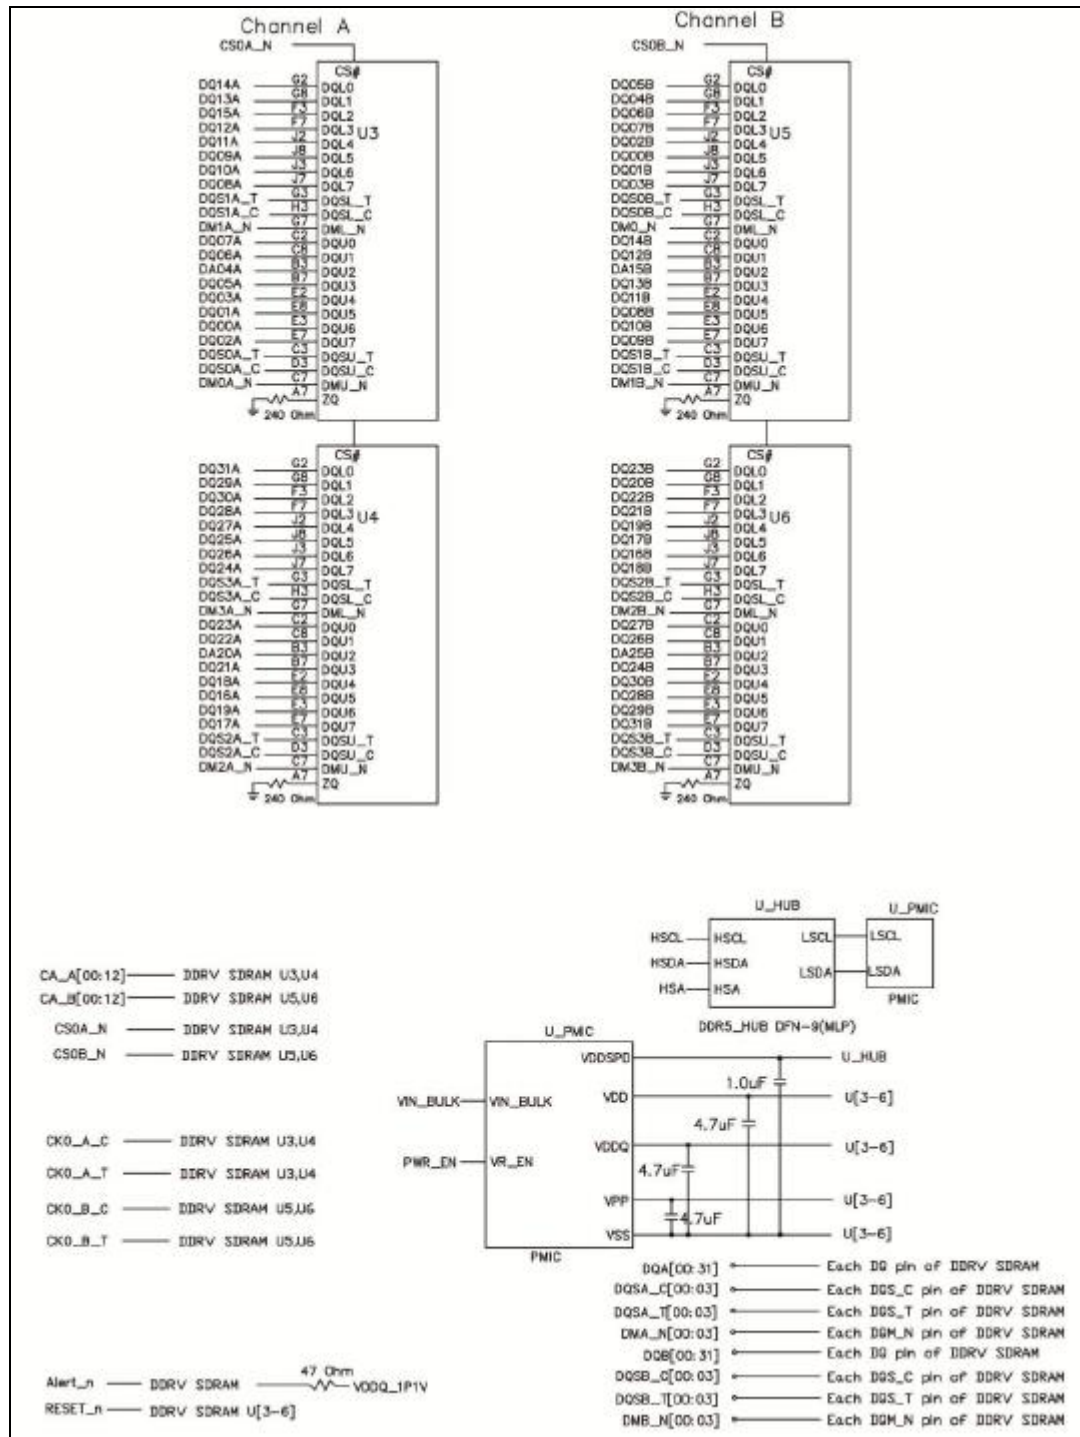 Channel A
CS0A_N
CS#
DQ14A G2 DQL0
DQ13A G8 DQL1
DQ15A F3 DQL2
DQ12A F7 DQL3 U3
DQ11A J2 DQL4
DQ09A J8 DQL5
DQ10A J3 DQL6
DQ08A J7 DQL7
DQS1A_T G3 DQSL_T
DQS1A_C H3 DQSL_C
DM1A_N G7 DML_N
DQ07A C2 DQU0
DQ06A C8 DQU1
DA04A B3 DQU2
DQ05A B7 DQU3
DQ03A E2 DQU4
DQ01A E8 DQU5
DQ00A E3 DQU6
DQ02A E7 DQU7
DQS0A_T C3 DQSU_T
DQS0A_C D3 DQSU_C
DM0A_N C7 DMU_N
A7 ZQ
240 Ohm
CS#
DQ31A G2 DQL0
DQ29A G8 DQL1
DQ30A F3 DQL2
DQ28A F7 DQL3 U4
DQ27A J2 DQL4
DQ25A J8 DQL5
DQ26A J3 DQL6
DQ24A J7 DQL7
DQS3A_T G3 DQSL_T
DQS3A_C H3 DQSL_C
DM3A_N G7 DML_N
DQ23A C2 DQU0
DQ22A C8 DQU1
DA20A B3 DQU2
DQ21A B7 DQU3
DQ18A E2 DQU4
DQ16A E8 DQU5
DQ19A E3 DQU6
DQ17A E7 DQU7
DQS2A_T C3 DQSU_T
DQS2A_C D3 DQSU_C
DM2A_N C7 DMU_N
A7 ZQ
240 Ohm
Channel B
CS0B_N
CS#
DQ05B G2 DQL0
DQ04B G8 DQL1
DQ06B F3 DQL2
DQ07B F7 DQL3 U5
DQ02B J2 DQL4
DQ00B J8 DQL5
DQ01B J3 DQL6
DQ03B J7 DQL7
DQS0B_T G3 DQSL_T
DQS0B_C H3 DQSL_C
DM0_N G7 DML_N
DQ14B C2 DQU0
DQ12B C8 DQU1
DA15B B3 DQU2
DQ13B B7 DQU3
DQ11B E2 DQU4
DQ08B E8 DQU5
DQ10B E3 DQU6
DQ09B E7 DQU7
DQS1B_T C3 DQSU_T
DQS1B_C D3 DQSU_C
DM1B_N C7 DMU_N
A7 ZQ
240 Ohm
CS#
DQ23B G2 DQL0
DQ20B G8 DQL1
DQ22B F3 DQL2
DQ21B F7 DQL3 U6
DQ19B J2 DQL4
DQ17B J8 DQL5
DQ16B J3 DQL6
DQ18B J7 DQL7
DQS2B_T G3 DQSL_T
DQS2B_C H3 DQSL_C
DM2B_N G7 DML_N
DQ27B C2 DQU0
DQ26B C8 DQU1
DA25B B3 DQU2
DQ24B B7 DQU3
DQ30B E2 DQU4
DQ28B E8 DQU5
DQ29B E3 DQU6
DQ31B E7 DQU7
DQS3B_T C3 DQSU_T
DQS3B_C D3 DQSU_C
DM3B_N C7 DMU_N
A7 ZQ
240 Ohm
U_HUB U_PMIC
HSCL HSCL LSCL LSCL
HSDA HSDA LSDA LSDA
HSA HSA PMIC
DDR5_HUB DFN-9(MLP)
CA_A[00:12] DDRV SDRAM U3,U4
CA_B[00:12] DDRV SDRAM U5,U6
CS0A_N DDRV SDRAM U3,U4
CS0B_N DDRV SDRAM U5,U6
CK0_A_C DDRV SDRAM U3,U4
CK0_A_T DDRV SDRAM U3,U4
CK0_B_C DDRV SDRAM U5,U6
CK0_B_T DDRV SDRAM U5,U6
U_PMIC
VDDSPD U_HUB
1.0uF
VIN_BULK VIN_BULK VDD U[3-6]
4.7uF
VDDQ U[3-6]
PWR_EN VR_EN
4.7uF
VPP U[3-6]
4.7uF
VSS U[3-6]
PMIC
DQA[00:31] Each DQ pin of DDRV SDRAM
DQSA_C[00:03] Each DQS_C pin of DDRV SDRAM
DQSA_T[00:03] Each DQS_T pin of DDRV SDRAM
DMA_N[00:03] Each DQM_N pin of DDRV SDRAM
DQB[00:31] Each DQ pin of DDRV SDRAM
DQSB_C[00:03] Each DQS_C pin of DDRV SDRAM
DQSB_T[00:03] Each DQS_T pin of DDRV SDRAM
DMB_N[00:03] Each DQM_N pin of DDRV SDRAM
47 Ohm
Alert_n DDRV SDRAM VDDQ_1P1V
RESET_n DDRV SDRAM U[3-6]